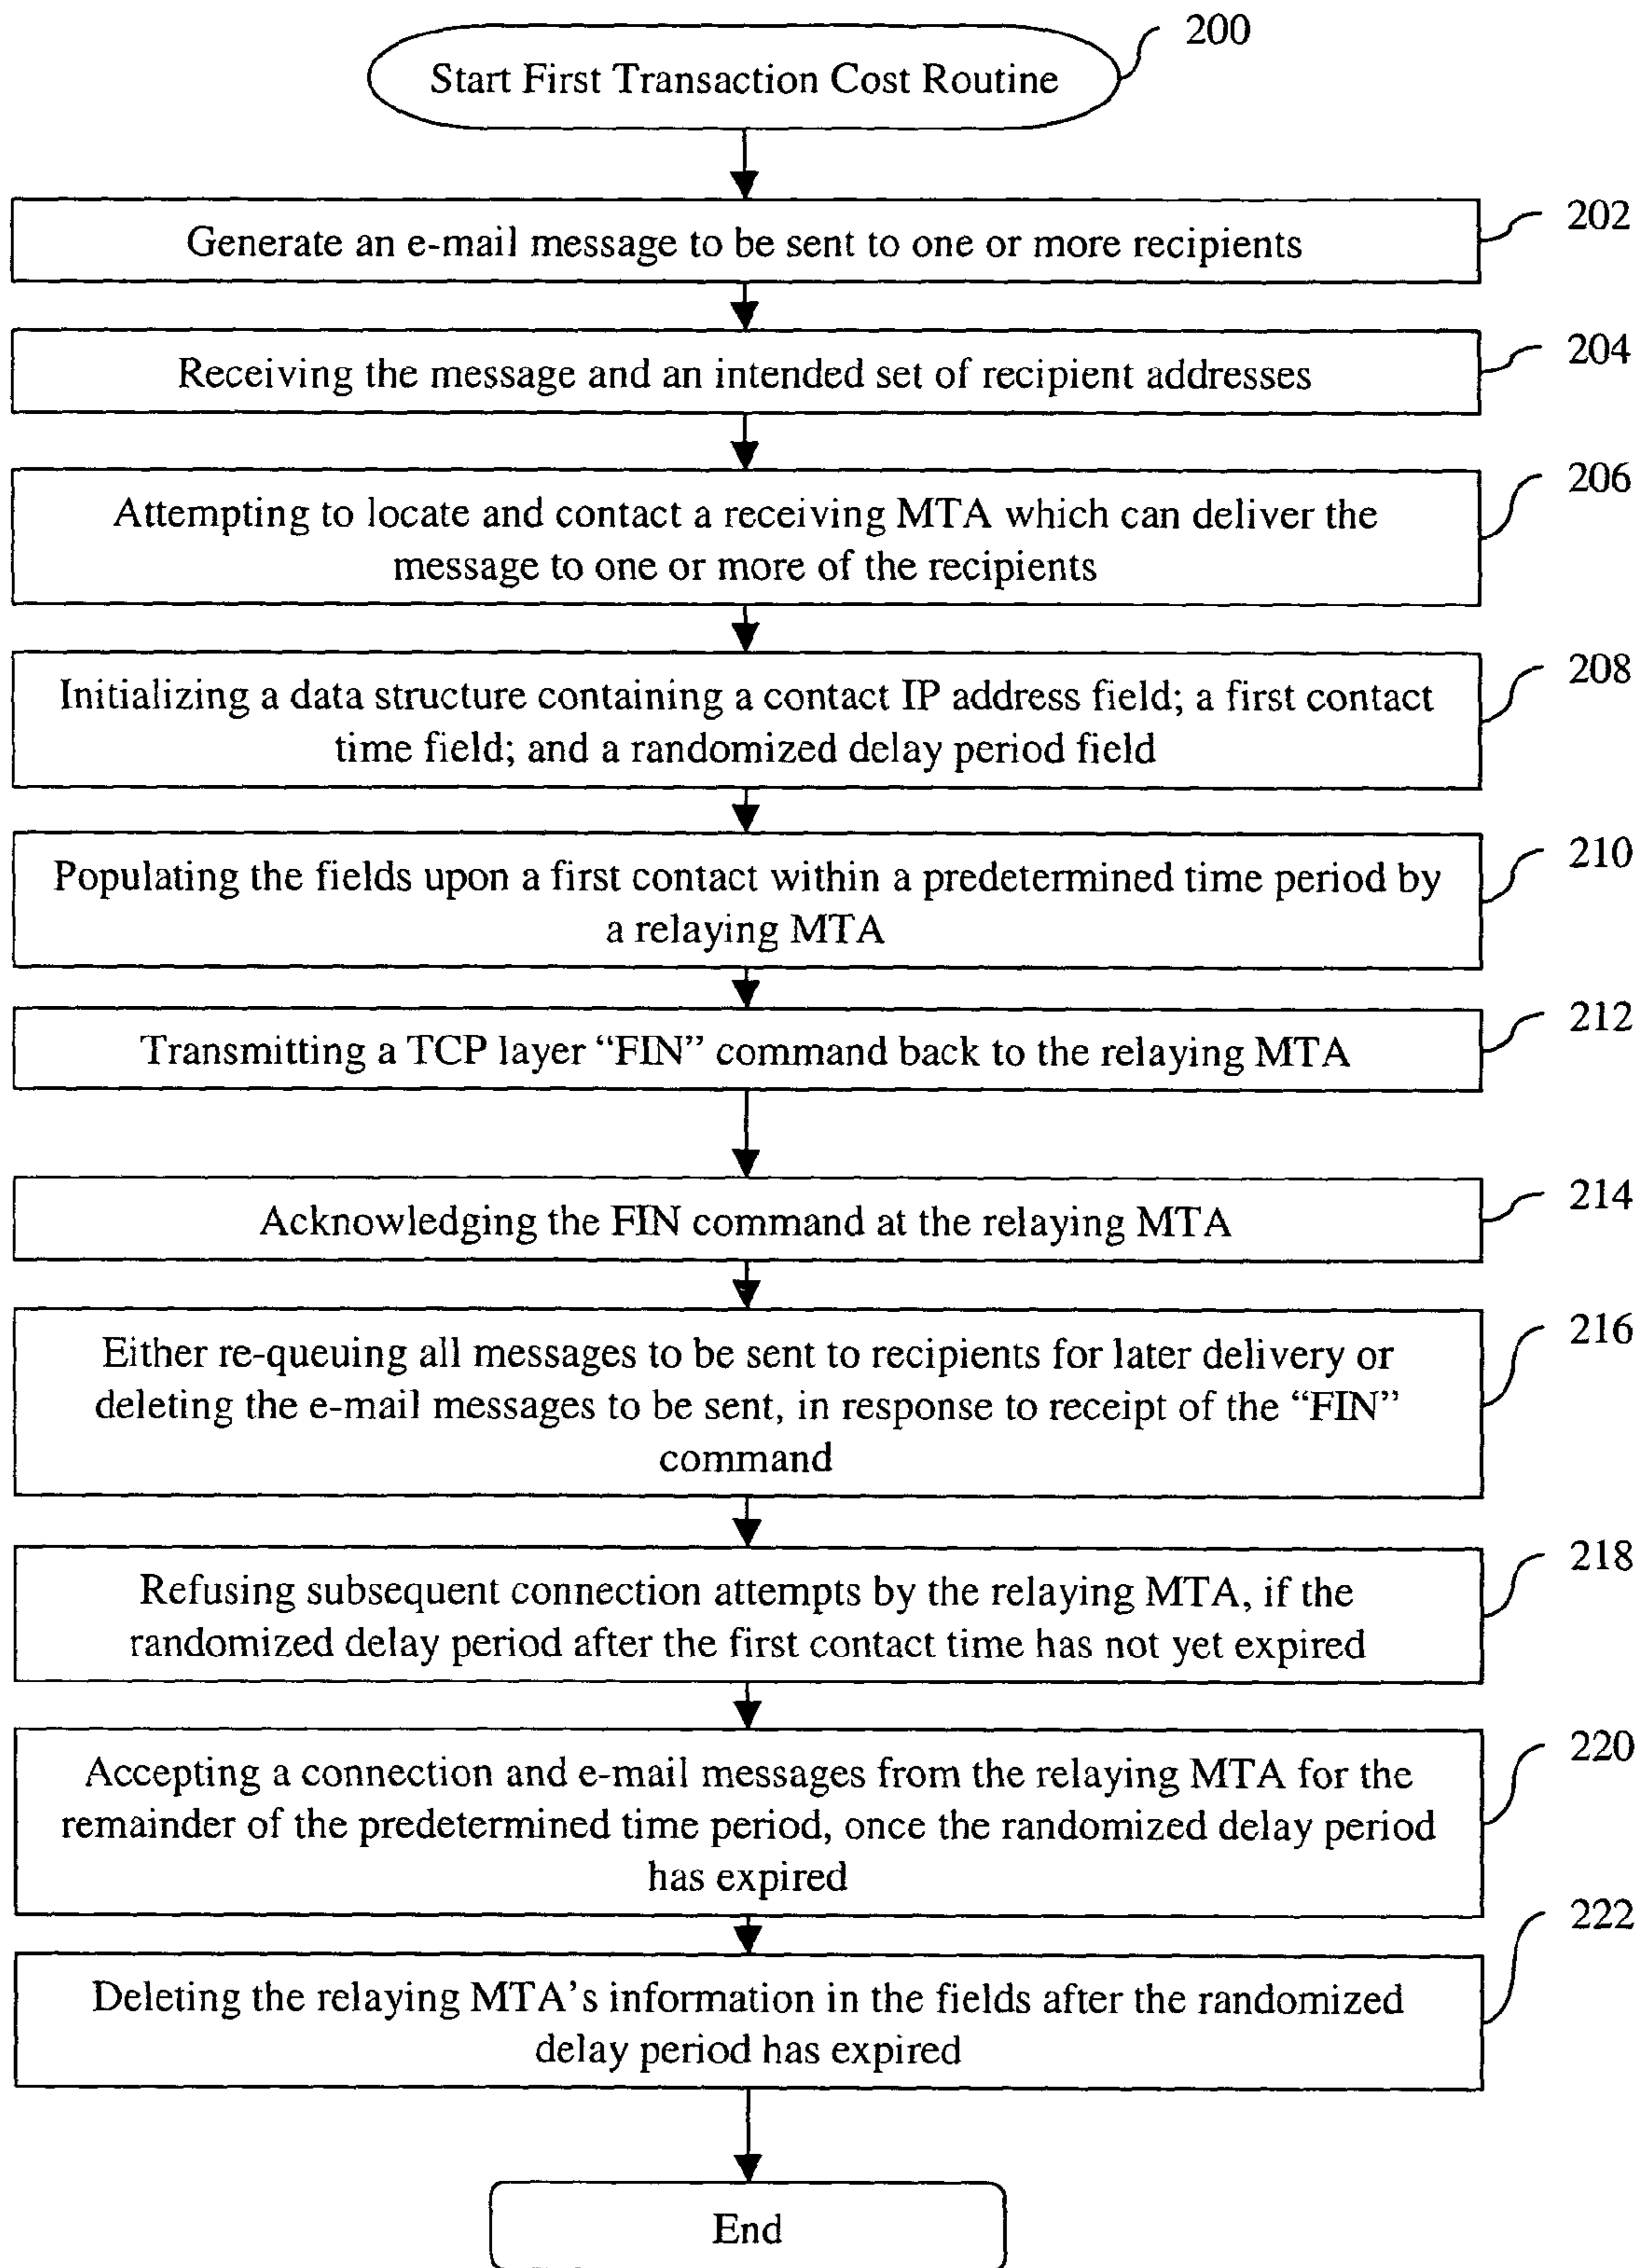 200
Start First Transaction Cost Routine
202
Generate an e-mail message to be sent to one or more recipients
204
Receiving the message and an intended set of recipient addresses
206
Attempting to locate and contact a receiving MTA which can deliver the
message to one or more of the recipients
208
Initializing a data structure containing a contact IP address field; a first contact
time field; and a randomized delay period field
210
Populating the fields upon a first contact within a predetermined time period by
a relaying MTA
212
Transmitting a TCP layer “FIN” command back to the relaying MTA
214
Acknowledging the FIN command at the relaying MTA
216
Either re-queuing all messages to be sent to recipients for later delivery or
deleting the e-mail messages to be sent, in response to receipt of the “FIN”
command
218
Refusing subsequent connection attempts by the relaying MTA, if the
randomized delay period after the first contact time has not yet expired
220
Accepting a connection and e-mail messages from the relaying MTA for the
remainder of the predetermined time period, once the randomized delay period
has expired
222
Deleting the relaying MTA’s information in the fields after the randomized
delay period has expired
End